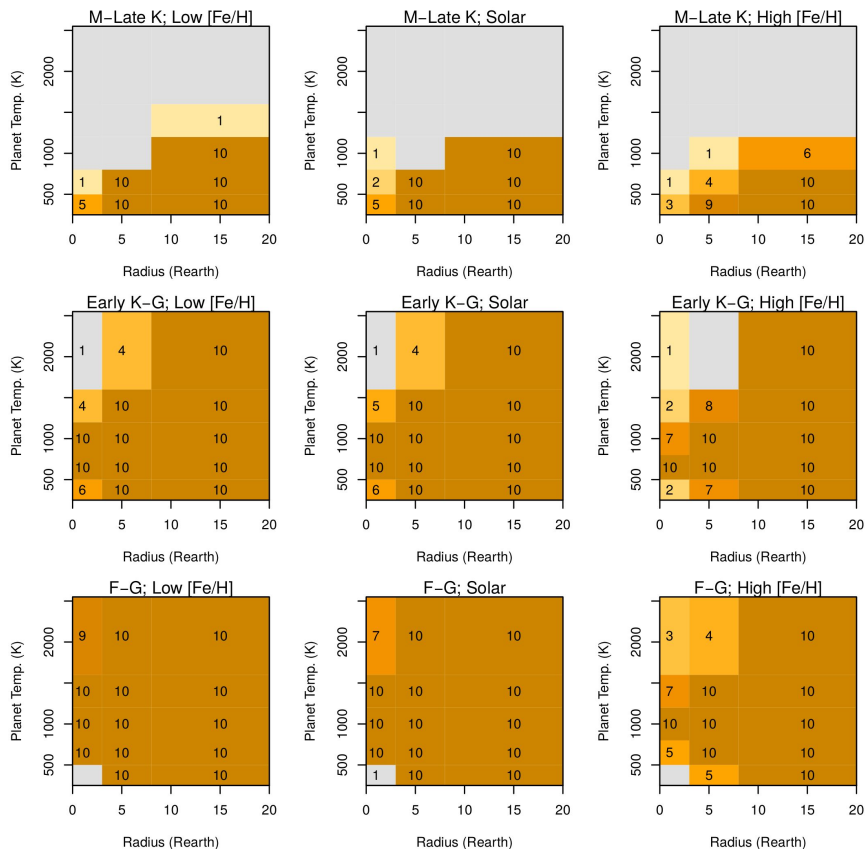 M−Late K; Low [Fe/H]
Planet Temp. (K)
2000
1000
500
1
10
1 10 10
5 10 10
0 5 10 15 20
Radius (Rearth)
M−Late K; Solar
Planet Temp. (K)
2000
1000
500
1 10
2 10 10
5 10 10
0 5 10 15 20
Radius (Rearth)
M−Late K; High [Fe/H]
Planet Temp. (K)
2000
1000
500
1 6
1 4 10
3 9 10
0 5 10 15 20
Radius (Rearth)
Early K−G; Low [Fe/H]
Planet Temp. (K)
2000
1000
500
1 4 10
4 10 10
10 10 10
10 10 10
6 10 10
0 5 10 15 20
Radius (Rearth)
Early K−G; Solar
Planet Temp. (K)
2000
1000
500
1 4 10
5 10 10
10 10 10
10 10 10
6 10 10
0 5 10 15 20
Radius (Rearth)
Early K−G; High [Fe/H]
Planet Temp. (K)
2000
1000
500
1 10
2 8 10
7 10 10
10 10 10
2 7 10
0 5 10 15 20
Radius (Rearth)
F−G; Low [Fe/H]
Planet Temp. (K)
2000
1000
500
9 10 10
10 10 10
10 10 10
10 10 10
10 10
0 5 10 15 20
Radius (Rearth)
F−G; Solar
Planet Temp. (K)
2000
1000
500
7 10 10
10 10 10
10 10 10
10 10 10
1 10 10
0 5 10 15 20
Radius (Rearth)
F−G; High [Fe/H]
Planet Temp. (K)
2000
1000
500
3 4 10
7 10 10
10 10 10
5 10 10
5 10
0 5 10 15 20
Radius (Rearth)